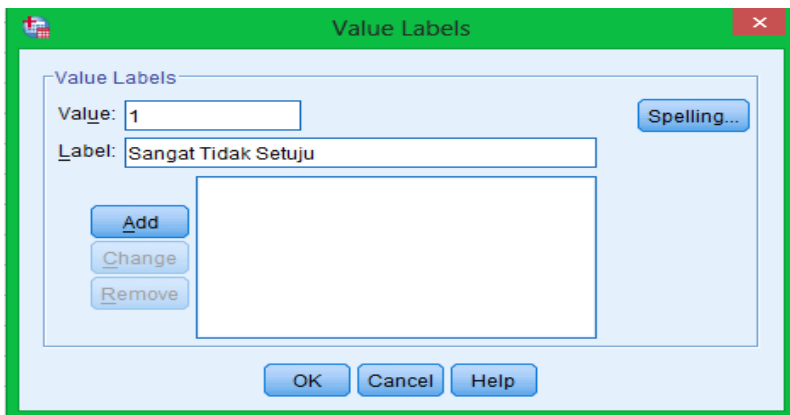 Value Labels
Value Labels
Value: 1
Spelling...
Label: Sangat Tidak Setuju
Add
Change
Remove
OK Cancel Help